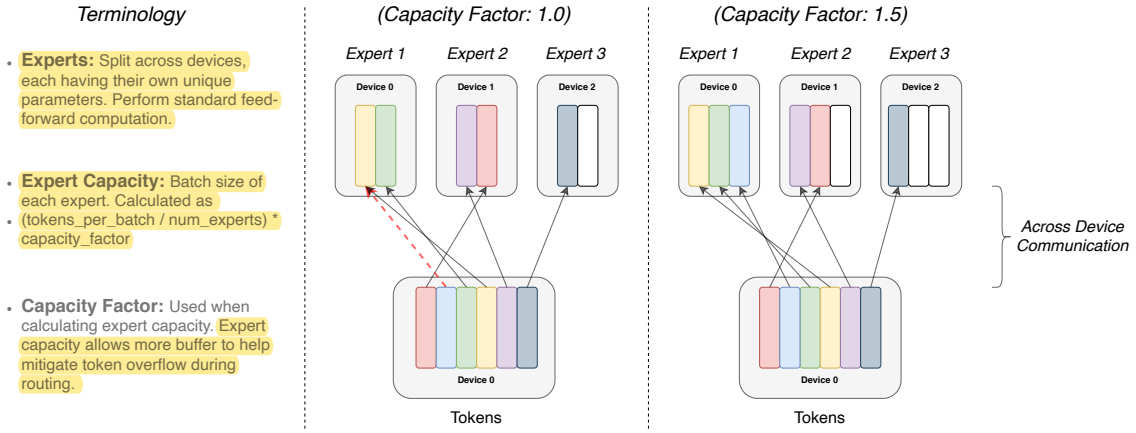 Terminology
• Experts: Split across devices,
each having their own unique
parameters. Perform standard feed-
forward computation.
• Expert Capacity: Batch size of
each expert. Calculated as
• (tokens_per_batch / num_experts) *
capacity_factor
• Capacity Factor: Used when
calculating expert capacity. Expert
capacity allows more buffer to help
mitigate token overflow during
routing.
(Capacity Factor: 1.0)
Expert 1
Expert 2
Expert 3
Device 0
Device 1
Device 2
Device 0
Tokens
(Capacity Factor: 1.5)
Expert 1
Expert 2
Expert 3
Device 0
Device 1
Device 2
Device 0
Tokens
Across Device
Communication